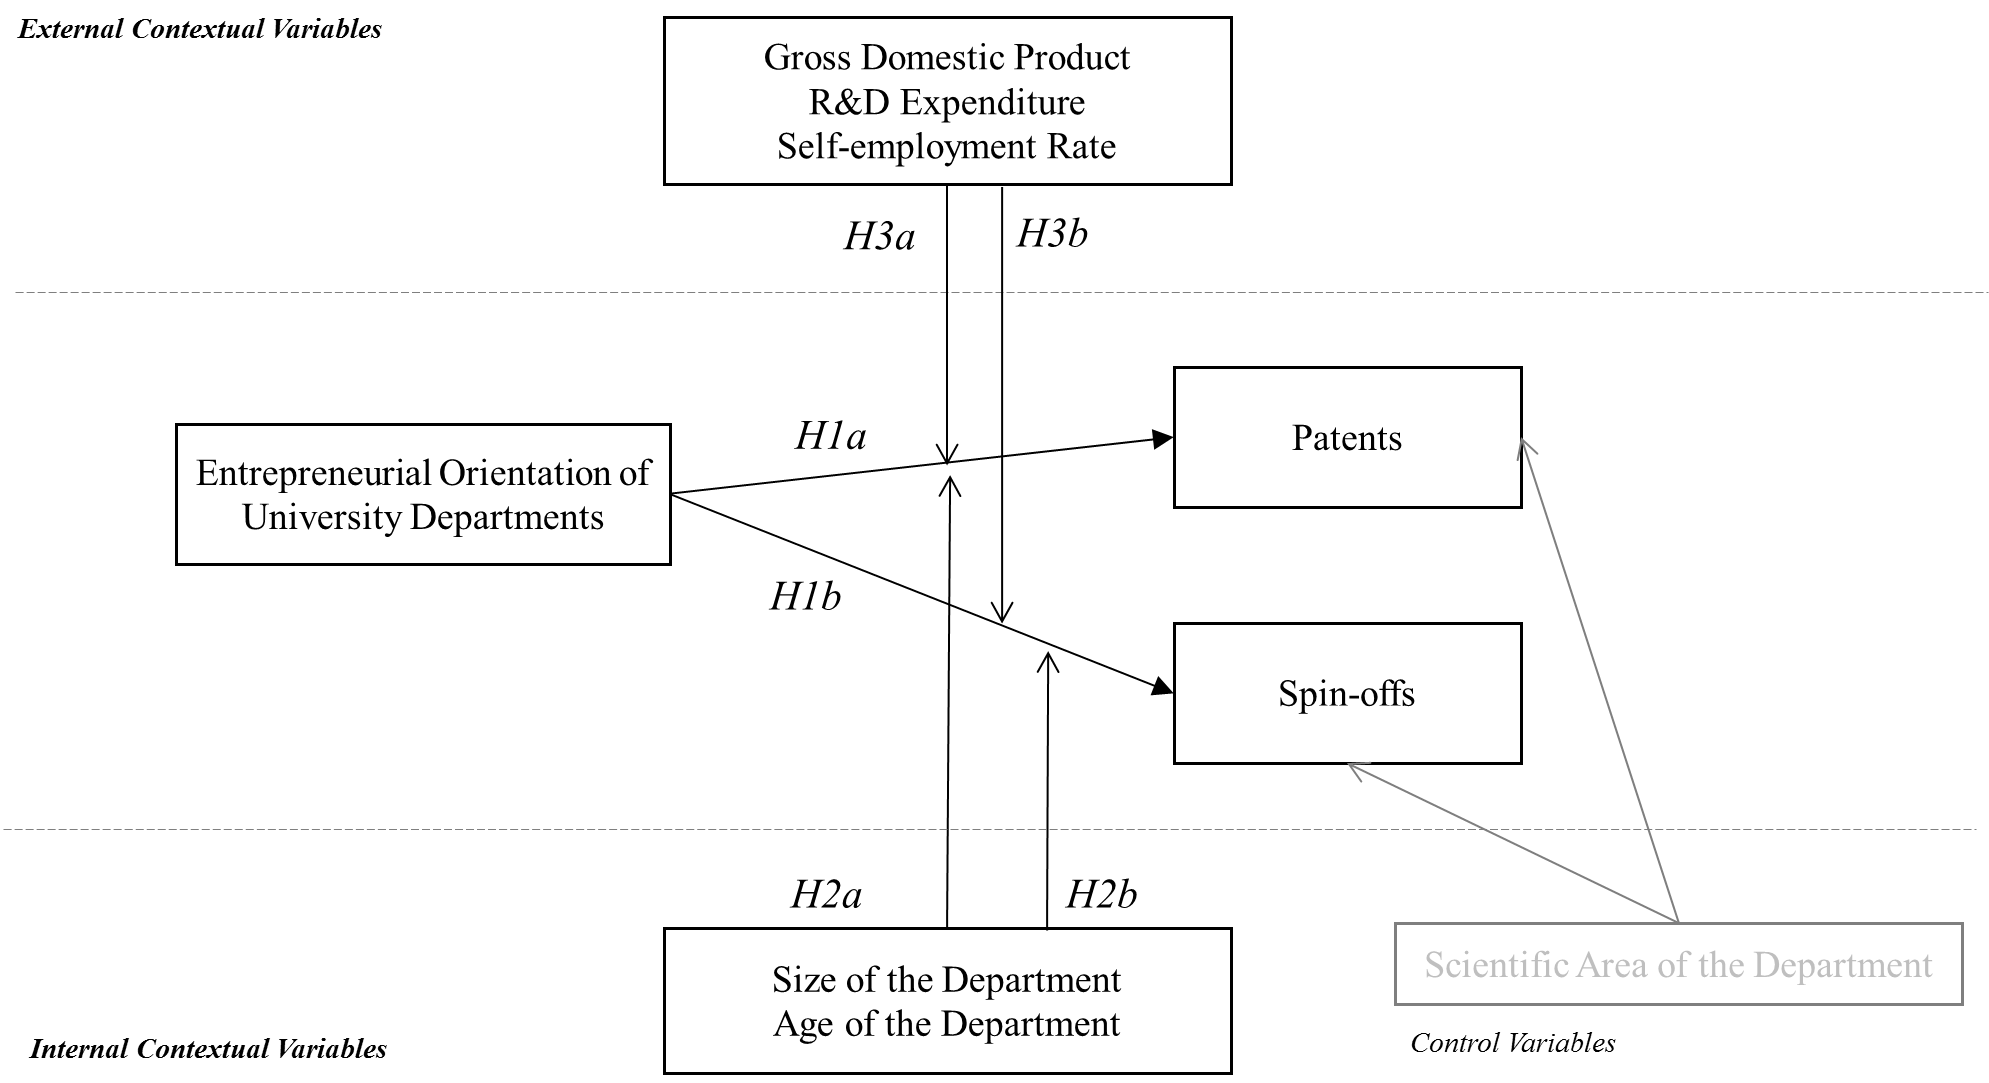 External Contextual Variables
Gross Domestic Product
R&D Expenditure
Self-employment Rate
H3a
H3b
H1a
Patents
Entrepreneurial Orientation of
University Departments
H1b
Spin-offs
H2a
H2b
Size of the Department
Age of the Department
Scientific Area of the Department
Internal Contextual Variables
Control Variables